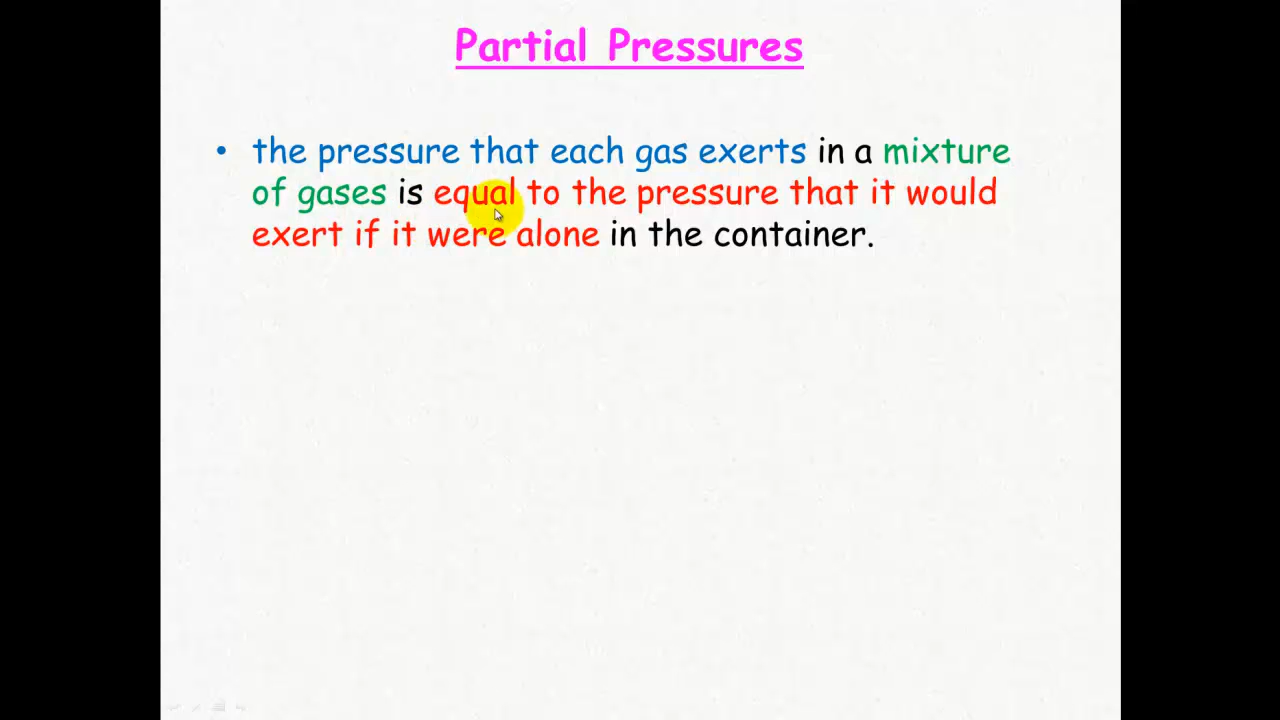 Partial Pressures
• the pressure that each gas exerts in a mixture
of gases is equal to the pressure that it would
exert if it were alone in the container.